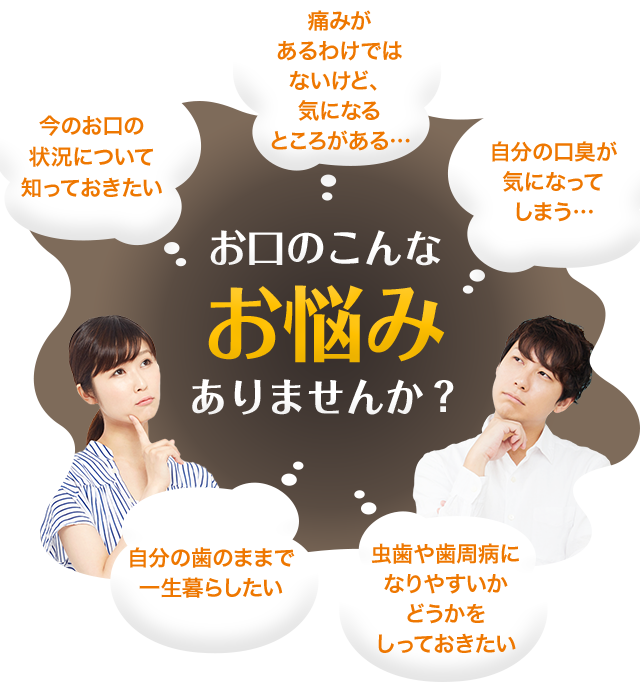 痛みが
あるわけでは
ないけど、
気になる
ところがある…
今のお口の
状況について
知っておきたい
自分の口臭が
気になって
しまう…
お口のこんな
お悩み
ありませんか？
自分の歯のままで
一生暮らしたい
虫歯や歯周病に
なりやすいか
どうかを
しっておきたい